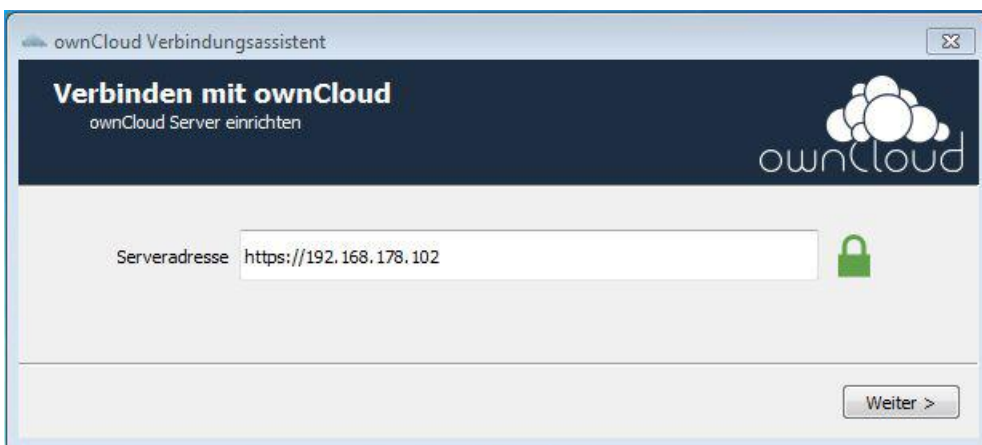 ownCloud Verbindungsassistent
Verbinden mit ownCloud
ownCloud Server einrichten
ownCloud
Serveradresse https://192.168.178.102
Weiter >